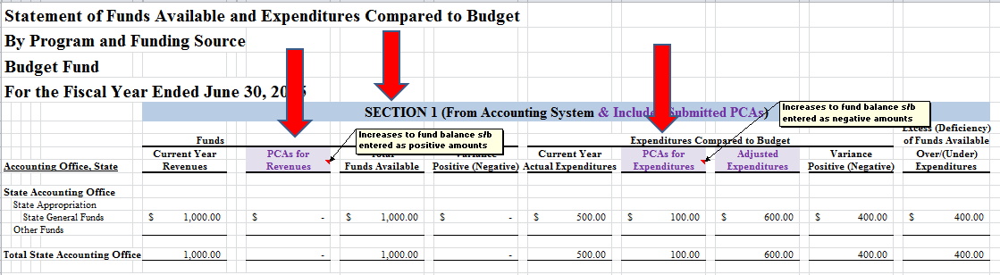 Statement of Funds Available and Expenditures Compared to Budget
By Program and Funding Source
Budget Fund
For the Fiscal Year Ended June 30,
SECTION 1 (From Accounting System & Submitted PCAs)
Increases to fund balance s/b
entered as negative amounts
Increases to fund balance s/b
entered as positive amounts
Funds Expenditures Compared to Budget (Deficiency)
of Funds Available
Current Year PCAs for Current Year PCAs for Adjusted Variance Over/(Under)
Accounting Office, State Revenues Revenues Funds Available Positive (Negative) Actual Expenditures Expenditures Expenditures Positive (Negative) Expenditures
State Accounting Office
State Appropriation
State General Funds $ 1,000.00 $ - $ 1,000.00 $ - $ 500.00 $ 100.00 $ 600.00 $ 400.00 $ 400.00
Other Funds
Total State Accounting Office 1,000.00 - 1,000.00 - 500.00 100.00 600.00 400.00 400.00